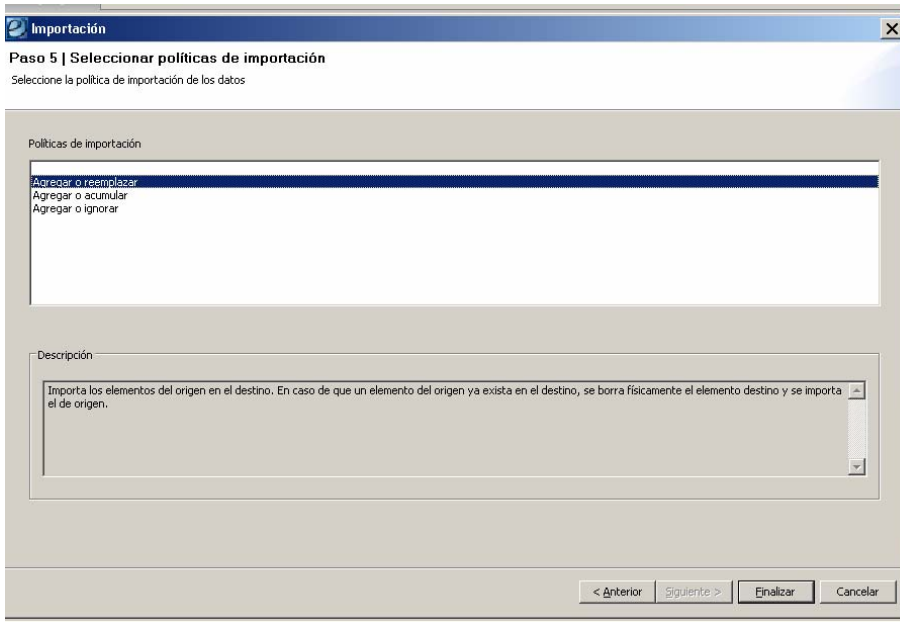 Importación
Paso 5 | Seleccionar políticas de importación
Seleccione la política de importación de los datos
Políticas de importación
Agregar o reemplazar
Agregar o acumular
Agregar o ignorar
Descripción
Importa los elementos del origen en el destino. En caso de que un elemento del origen ya exista en el destino, se borra físicamente el elemento destino y se importa
el de origen.
< Anterior Siguiente > Finalizar Cancelar